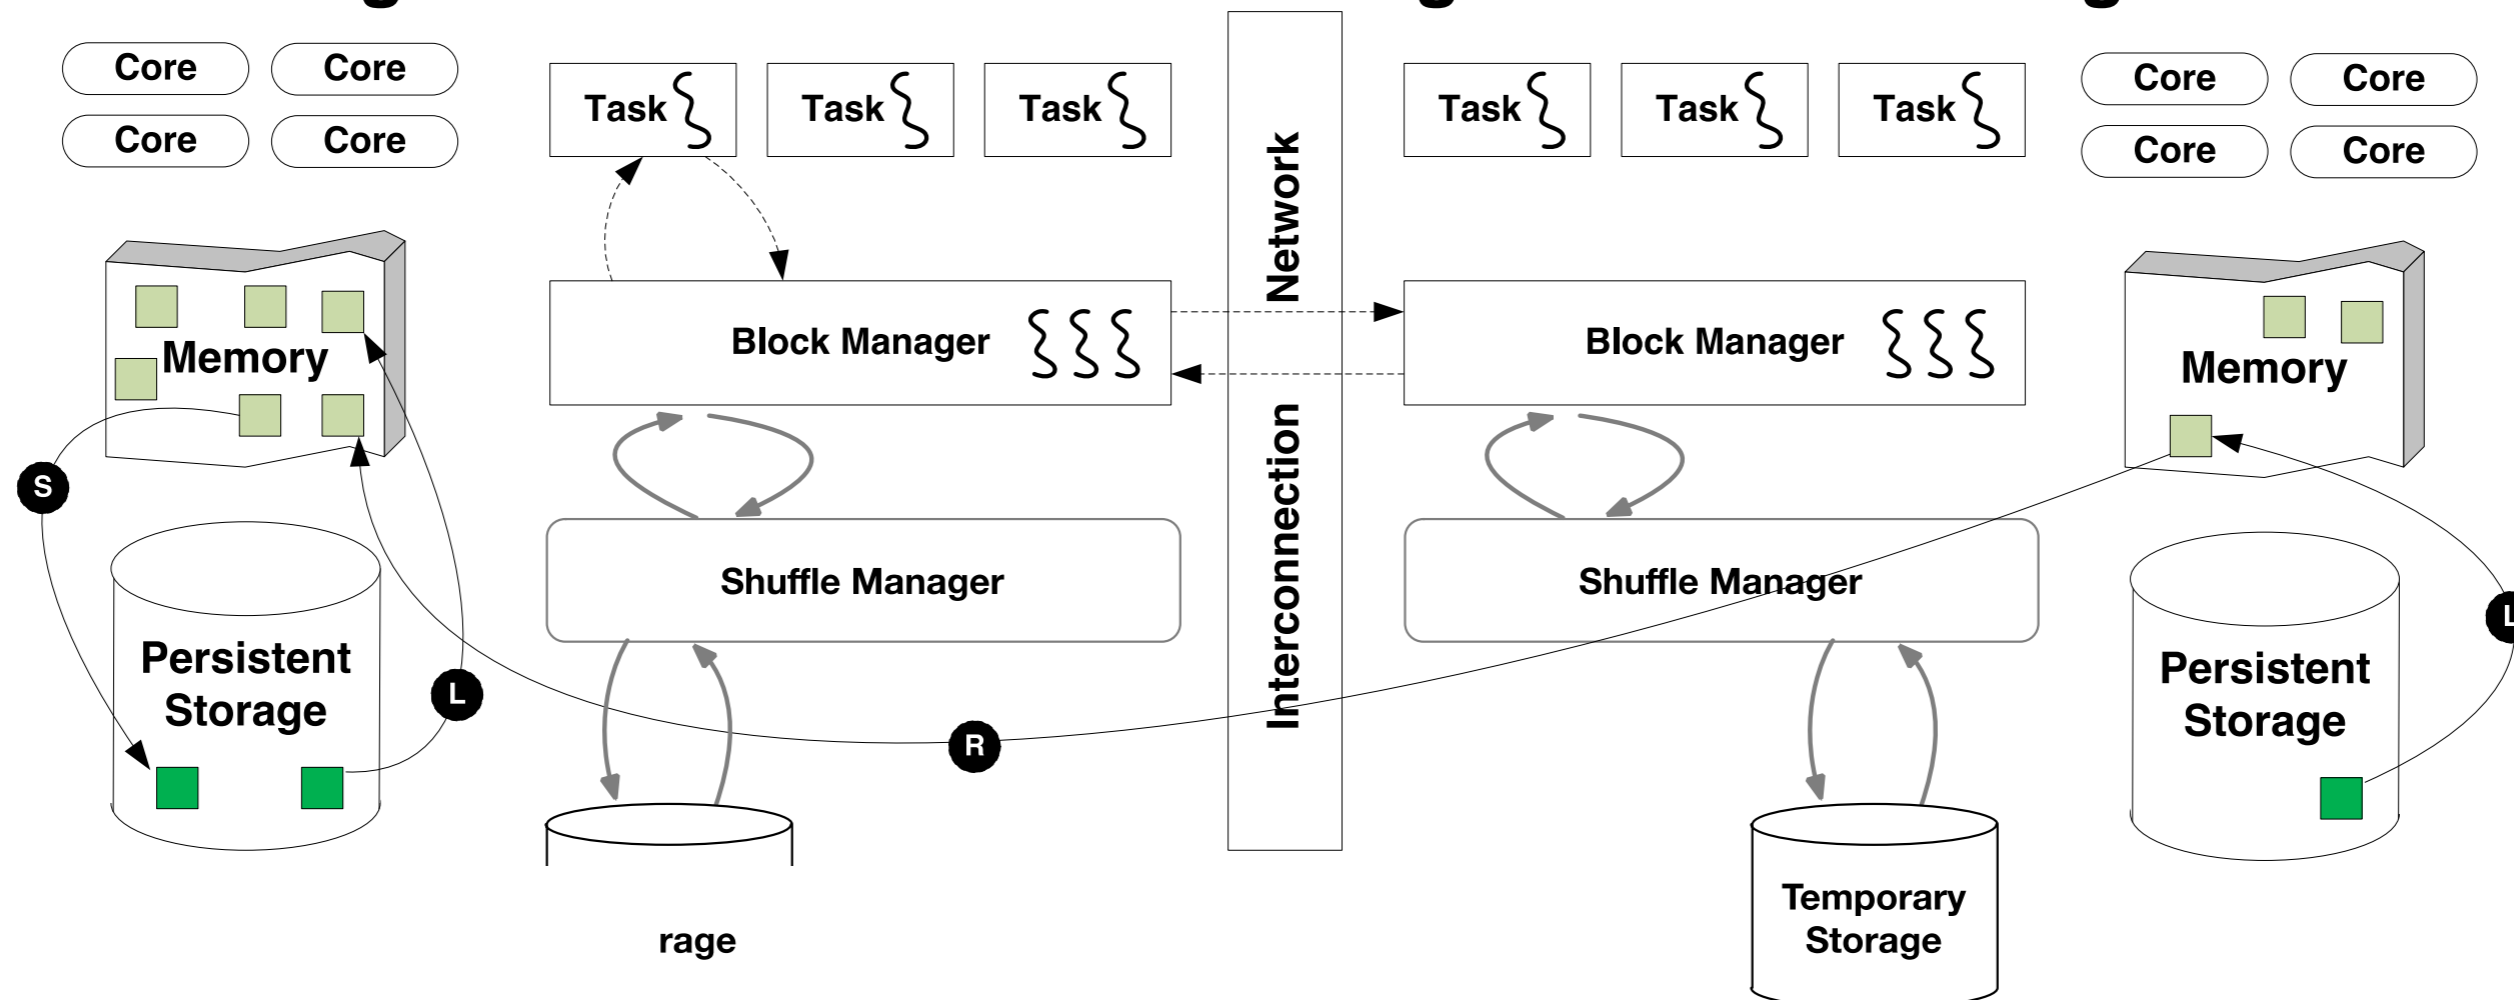 Core
Core
Core
Core
Task
Task
Task
Task
Task
Task
Core
Core
Core
Core
Network
Interconnection
Memory
Block Manager
Block Manager
Memory
S
Shuffle Manager
Shuffle Manager
L
Persistent
Storage
L
R
Persistent
Storage
rage
Temporary
Storage